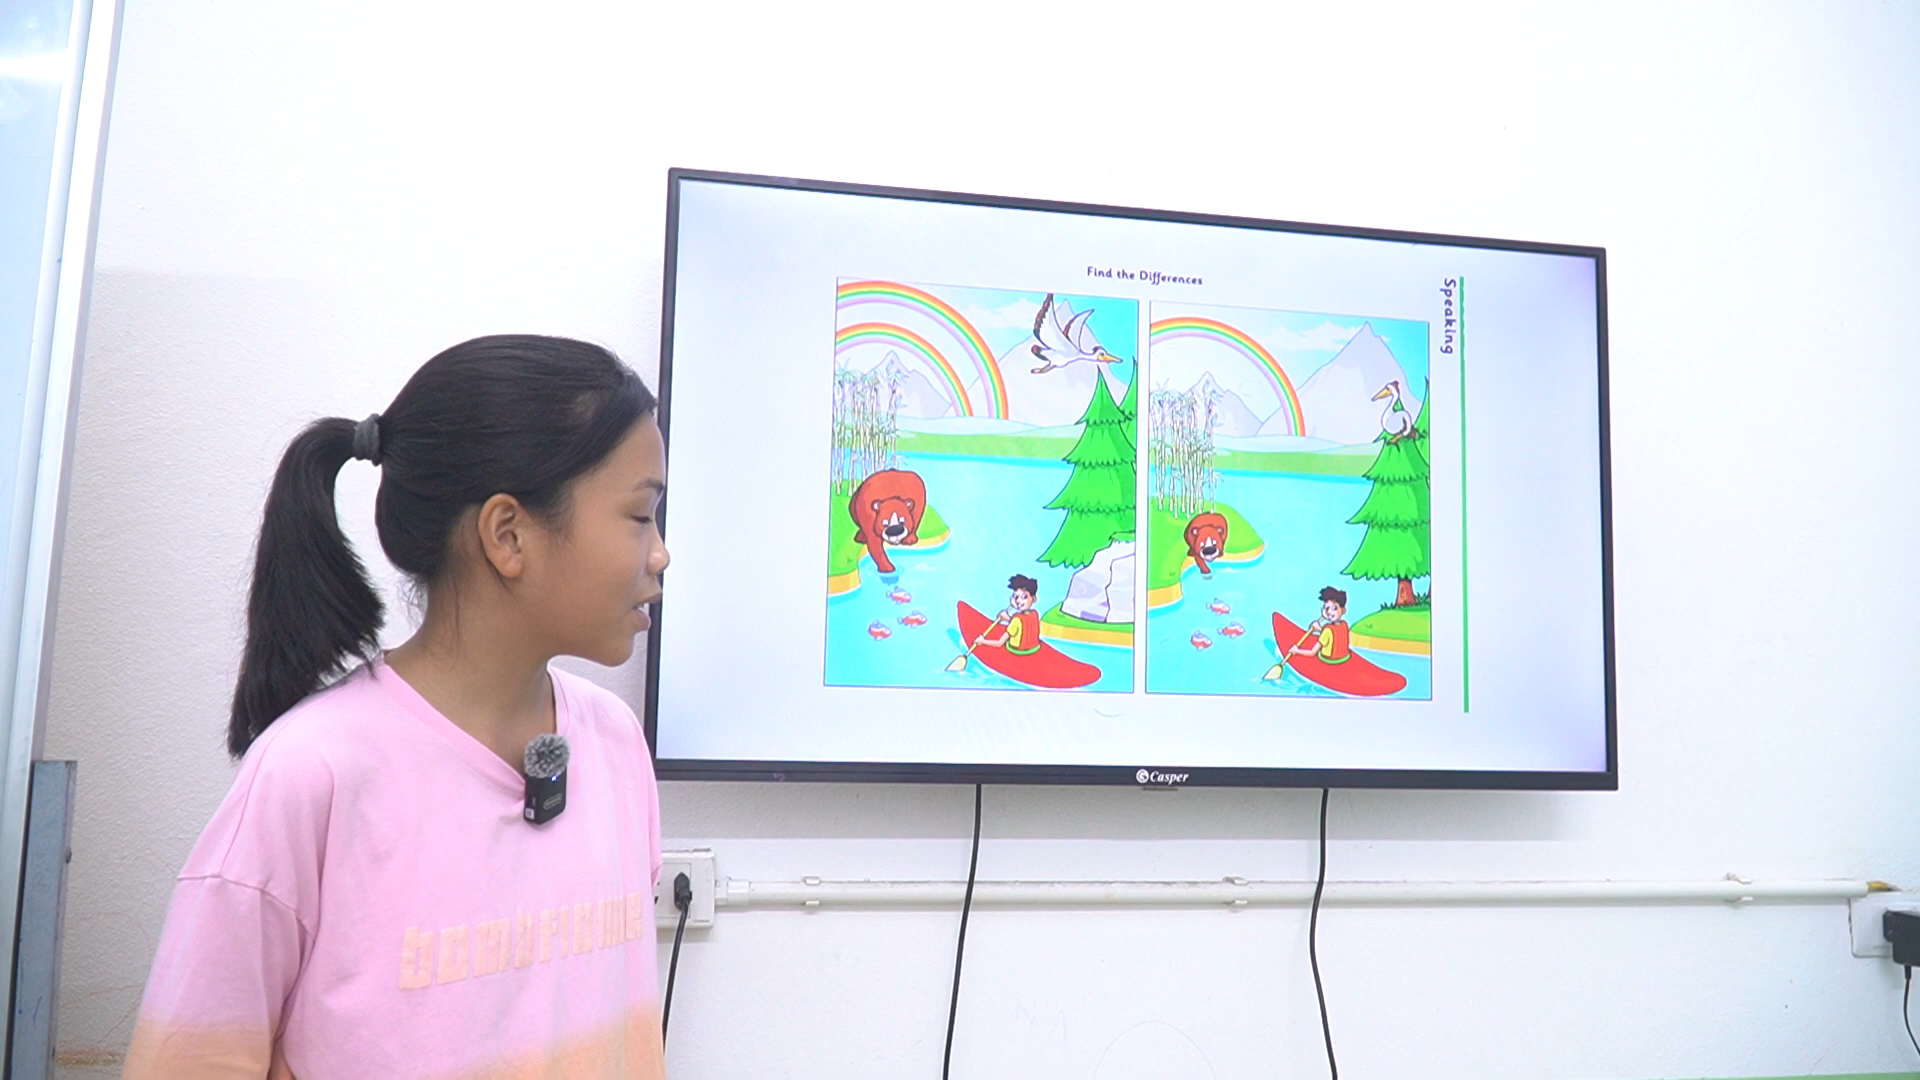 Find the Differences
Speaking
Casper